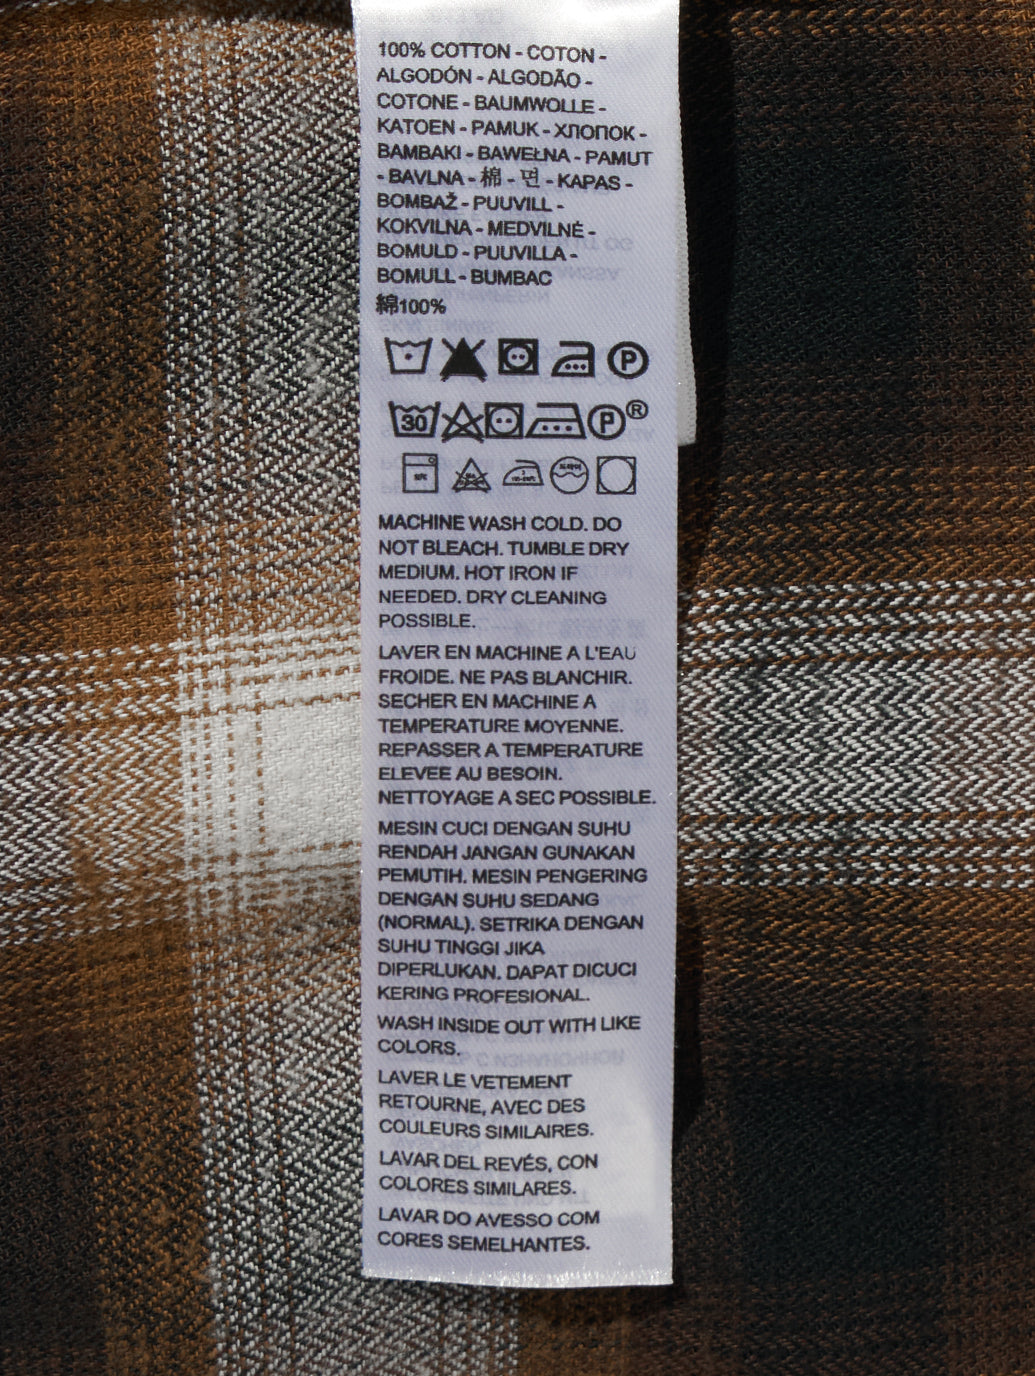 100% COTTON - COTON -
ALGODÓN - ALGODÃO -
COTONE - BAUMWOLLE -
KATOEN - PAMUK - ХЛОПОК -
BAMBAKI - BAWEŁNA - PAMUT
- BAVLNA - 棉 - 면 - KAPAS -
BOMBAŽ - PUUVILL -
KOKVILNA - MEDVILNĖ -
BOMULD - PUUVILLA -
BOMULL - BUMBAC
綿100%
P
30 P ®
MACHINE WASH COLD. DO
NOT BLEACH. TUMBLE DRY
MEDIUM. HOT IRON IF
NEEDED. DRY CLEANING
POSSIBLE.
LAVER EN MACHINE A L'EAU
FROIDE. NE PAS BLANCHIR.
SECHER EN MACHINE A
TEMPERATURE MOYENNE.
REPASSER A TEMPERATURE
ELEVEE AU BESOIN.
NETTOYAGE A SEC POSSIBLE.
MESIN CUCI DENGAN SUHU
RENDAH JANGAN GUNAKAN
PEMUTIH. MESIN PENGERING
DENGAN SUHU SEDANG
(NORMAL). SETRIKA DENGAN
SUHU TINGGI JIKA
DIPERLUKAN. DAPAT DICUCI
KERING PROFESIONAL.
WASH INSIDE OUT WITH LIKE
COLORS.
LAVER LE VETEMENT
RETOURNE, AVEC DES
COULEURS SIMILAIRES.
LAVAR DEL REVÉS, CON
COLORES SIMILARES.
LAVAR DO AVESSO COM
CORES SEMELHANTES.